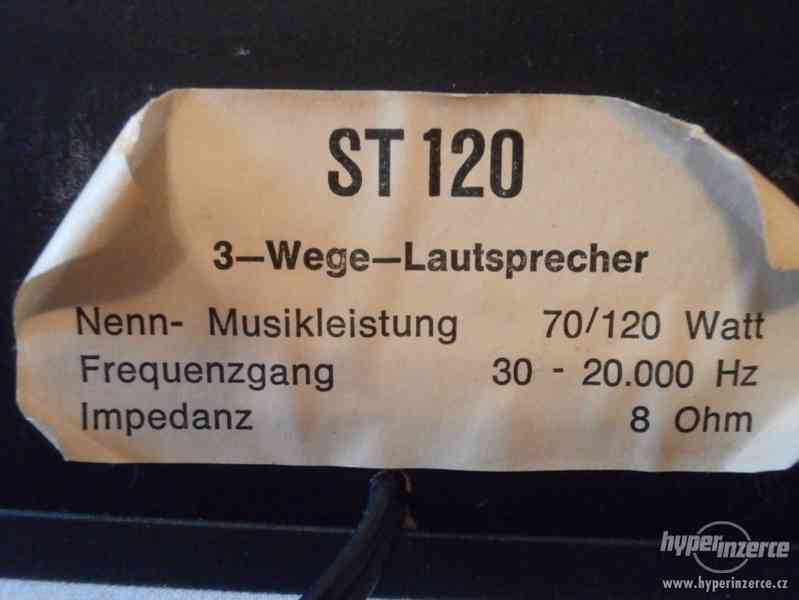 ST 120
3—Wege—Lautsprecher
Nenn- Musikleistung 70/120 Watt
Frequenzgang 30 - 20.000 Hz
Impedanz 8 Ohm
hyperinzerce
www.hyperinzerce.cz